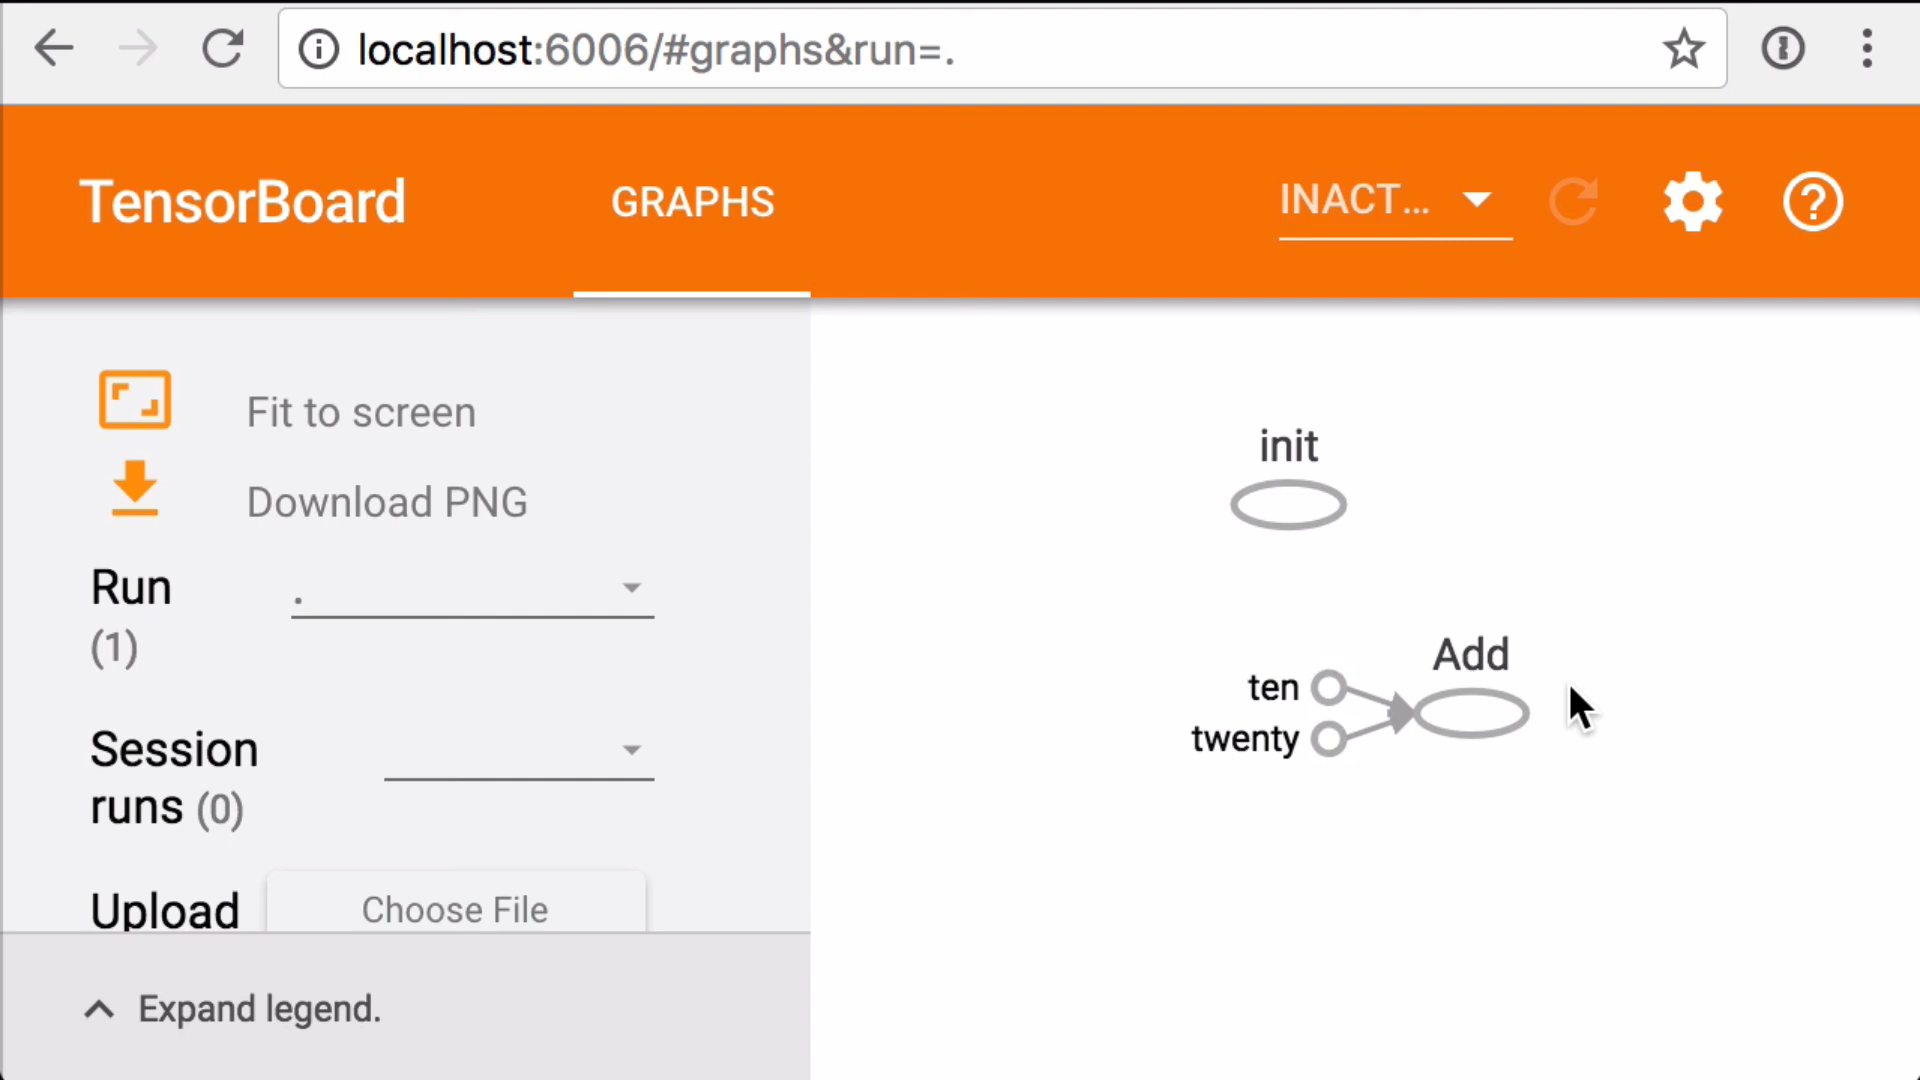 localhost:6006/#graphs&run=.
TensorBoard
GRAPHS
INACT...
Fit to screen
Download PNG
Run
(1)
.
Session
runs (0)
Upload
Choose File
Expand legend.
init
Add
ten
twenty